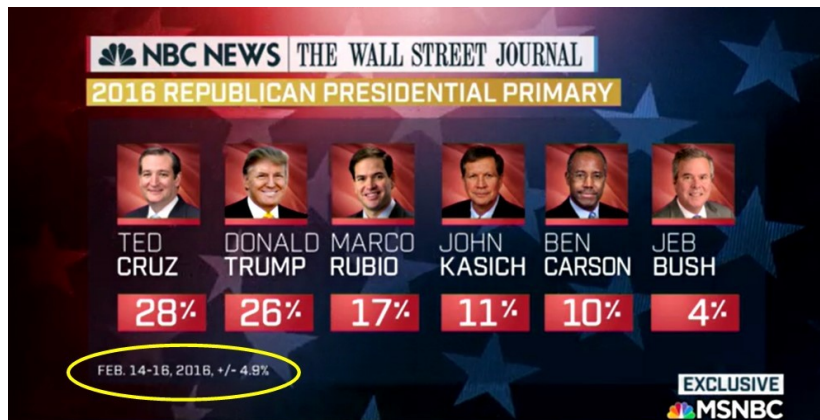 NBC NEWS THE WALL STREET JOURNAL
2016 REPUBLICAN PRESIDENTIAL PRIMARY
TED CRUZ
28%
DONALD TRUMP
26%
MARCO RUBIO
17%
JOHN KASICH
11%
BEN CARSON
10%
JEB BUSH
4%
FEB. 14-16, 2016, +/- 4.9%
EXCLUSIVE
MSNBC